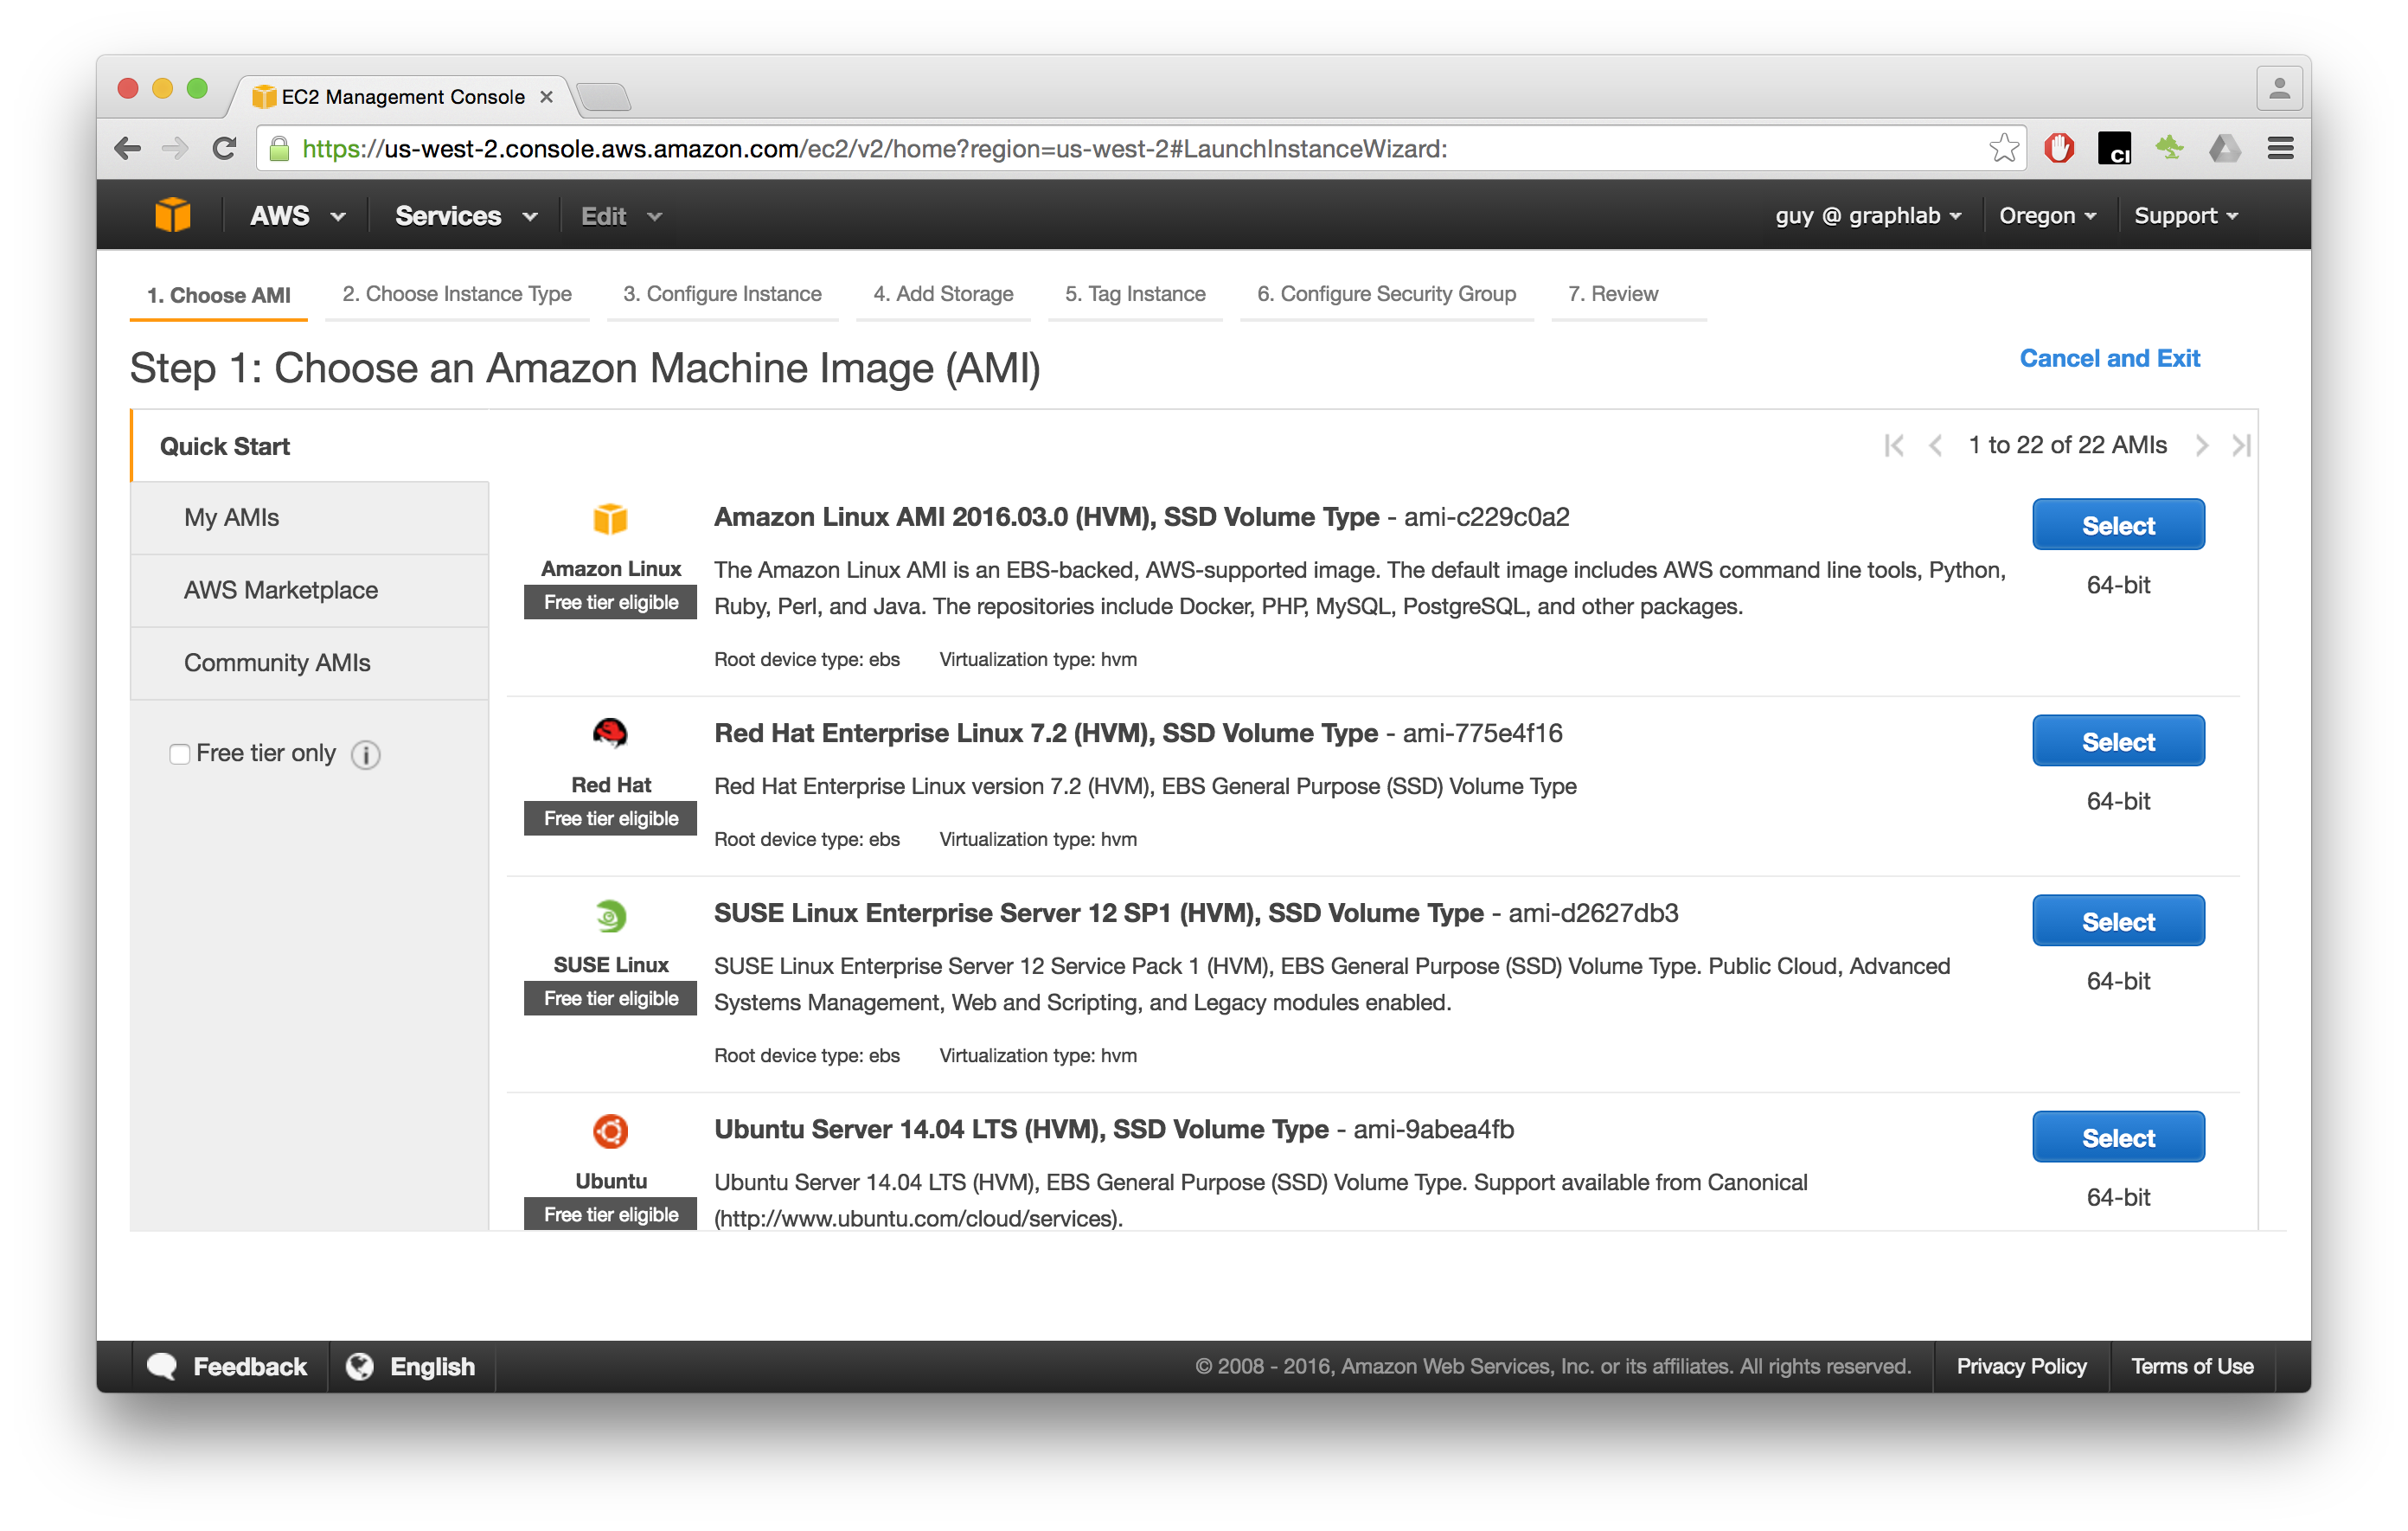 EC2 Management Console
https://us-west-2.console.aws.amazon.com/ec2/v2/home?region=us-west-2#LaunchInstanceWizard:
CI
AWS Services Edit guy @ graphlab Oregon Support
1. Choose AMI 2. Choose Instance Type 3. Configure Instance 4. Add Storage 5. Tag Instance 6. Configure Security Group 7. Review
Step 1: Choose an Amazon Machine Image (AMI)
Cancel and Exit
Quick Start
My AMIs
AWS Marketplace
Community AMIs
Free tier only
1 to 22 of 22 AMIs
Amazon Linux
Free tier eligible
Amazon Linux AMI 2016.03.0 (HVM), SSD Volume Type - ami-c229c0a2
The Amazon Linux AMI is an EBS-backed, AWS-supported image. The default image includes AWS command line tools, Python,
Ruby, Perl, and Java. The repositories include Docker, PHP, MySQL, PostgreSQL, and other packages.
Root device type: ebs Virtualization type: hvm
Select
64-bit
Red Hat
Free tier eligible
Red Hat Enterprise Linux 7.2 (HVM), SSD Volume Type - ami-775e4f16
Red Hat Enterprise Linux version 7.2 (HVM), EBS General Purpose (SSD) Volume Type
Root device type: ebs Virtualization type: hvm
Select
64-bit
SUSE Linux
Free tier eligible
SUSE Linux Enterprise Server 12 SP1 (HVM), SSD Volume Type - ami-d2627db3
SUSE Linux Enterprise Server 12 Service Pack 1 (HVM), EBS General Purpose (SSD) Volume Type. Public Cloud, Advanced
Systems Management, Web and Scripting, and Legacy modules enabled.
Root device type: ebs Virtualization type: hvm
Select
64-bit
Ubuntu
Free tier eligible
Ubuntu Server 14.04 LTS (HVM), SSD Volume Type - ami-9abea4fb
Ubuntu Server 14.04 LTS (HVM), EBS General Purpose (SSD) Volume Type. Support available from Canonical
(http://www.ubuntu.com/cloud/services).
Select
64-bit
Feedback English © 2008 - 2016, Amazon Web Services, Inc. or its affiliates. All rights reserved. Privacy Policy Terms of Use